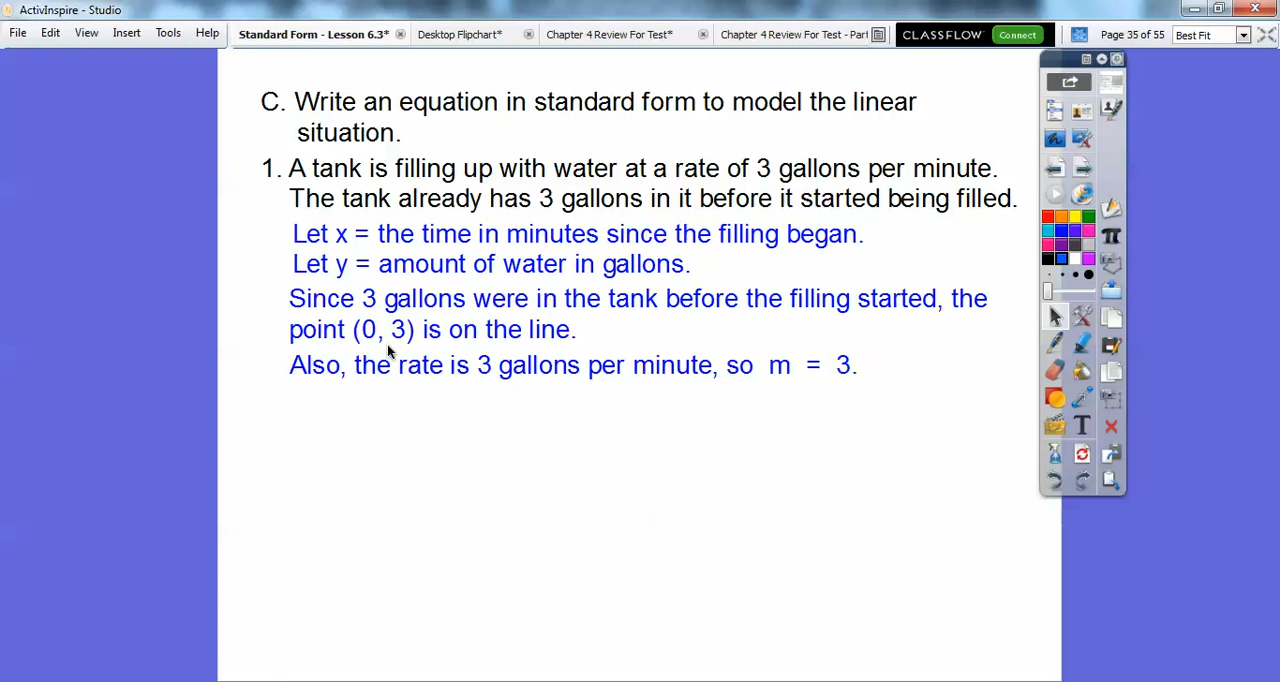 ActivInspire - Studio
File Edit View Insert Tools Help Standard Form - Lesson 6.3* Desktop Flipchart* Chapter 4 Review For Test* Chapter 4 Review For Test - Part CLASSFLOW Connect Page 35 of 55 Best Fit
C. Write an equation in standard form to model the linear
situation.
1. A tank is filling up with water at a rate of 3 gallons per minute.
The tank already has 3 gallons in it before it started being filled.
Let x = the time in minutes since the filling began.
Let y = amount of water in gallons.
Since 3 gallons were in the tank before the filling started, the
point (0, 3) is on the line.
Also, the rate is 3 gallons per minute, so m = 3.